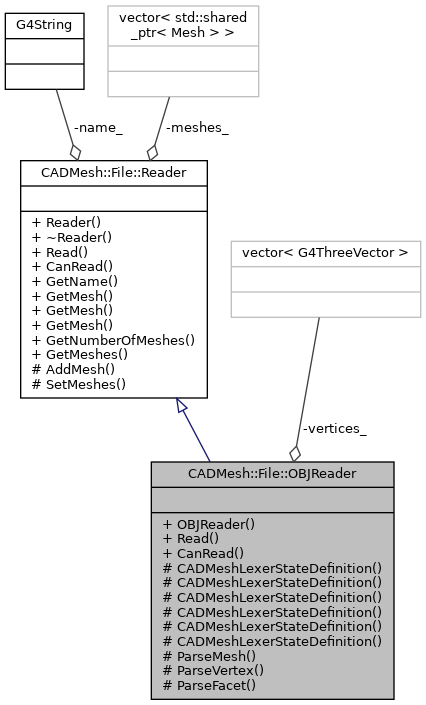 G4String
vector< std::shared
_ptr< Mesh > >
-name_
-meshes_
CADMesh::File::Reader
+ Reader()
+ ~Reader()
+ Read()
+ CanRead()
+ GetName()
+ GetMesh()
+ GetMesh()
+ GetMesh()
+ GetNumberOfMeshes()
+ GetMeshes()
# AddMesh()
# SetMeshes()
vector< G4ThreeVector >
-vertices_
CADMesh::File::OBJReader
+ OBJReader()
+ Read()
+ CanRead()
# CADMeshLexerStateDefinition()
# CADMeshLexerStateDefinition()
# CADMeshLexerStateDefinition()
# CADMeshLexerStateDefinition()
# CADMeshLexerStateDefinition()
# CADMeshLexerStateDefinition()
# ParseMesh()
# ParseVertex()
# ParseFacet()